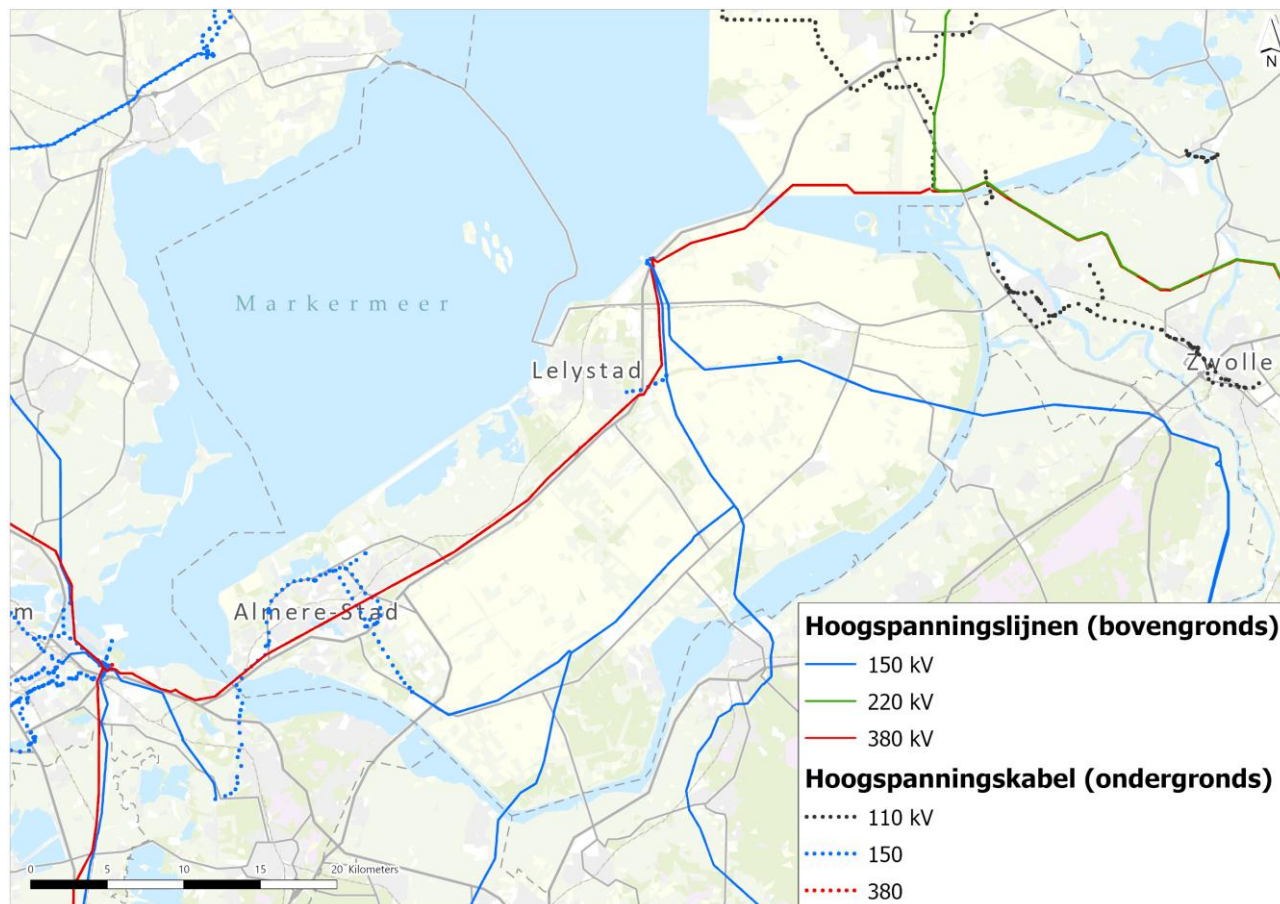 N
Markermeer
Lelystad
Zwolle
Almere-Stad
m
Hoogspanningslijnen (bovengronds)
150 kV
220 kV
380 kV
Hoogspanningskabel (ondergronds)
110 kV
150
380
0 5 10 15 20 Kilometers